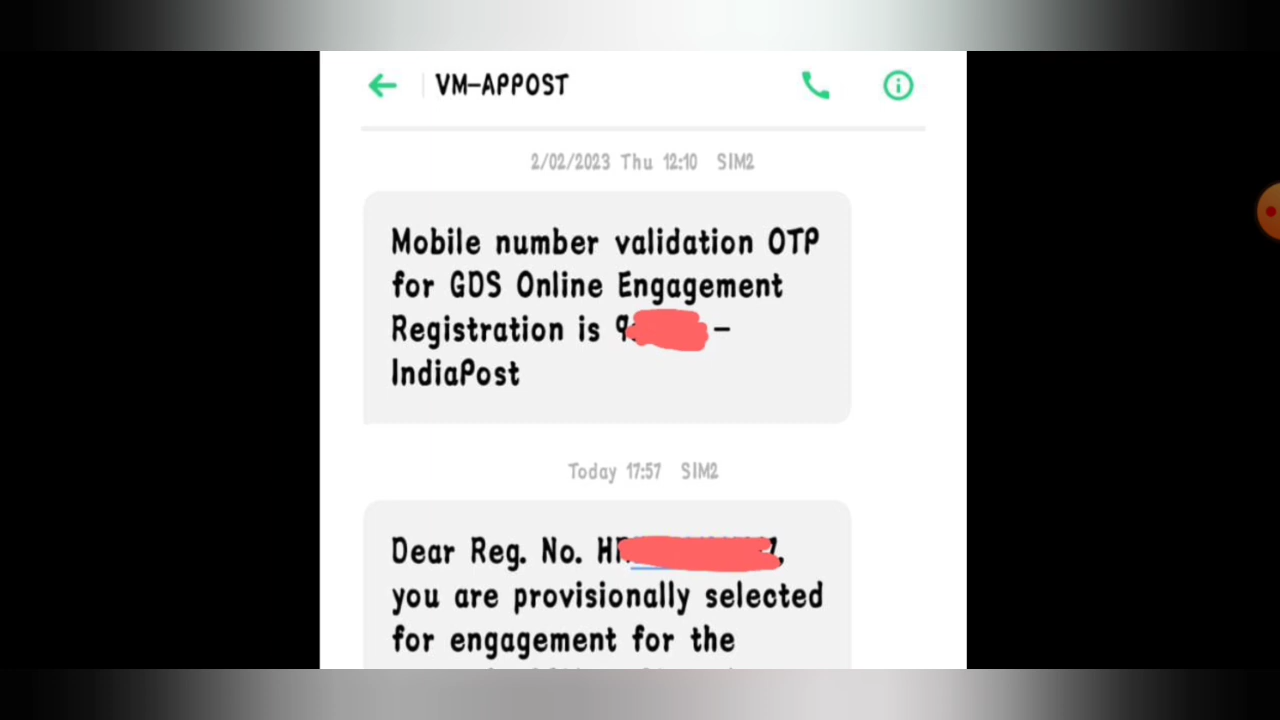 VM-APPOST
2/02/2023 Thu 12:10 SIM2
Mobile number validation OTP
for GDS Online Engagement
Registration is 9 –
IndiaPost
Today 17:57 SIM2
Dear Reg. No. H 7,
you are provisionally selected
for engagement for the